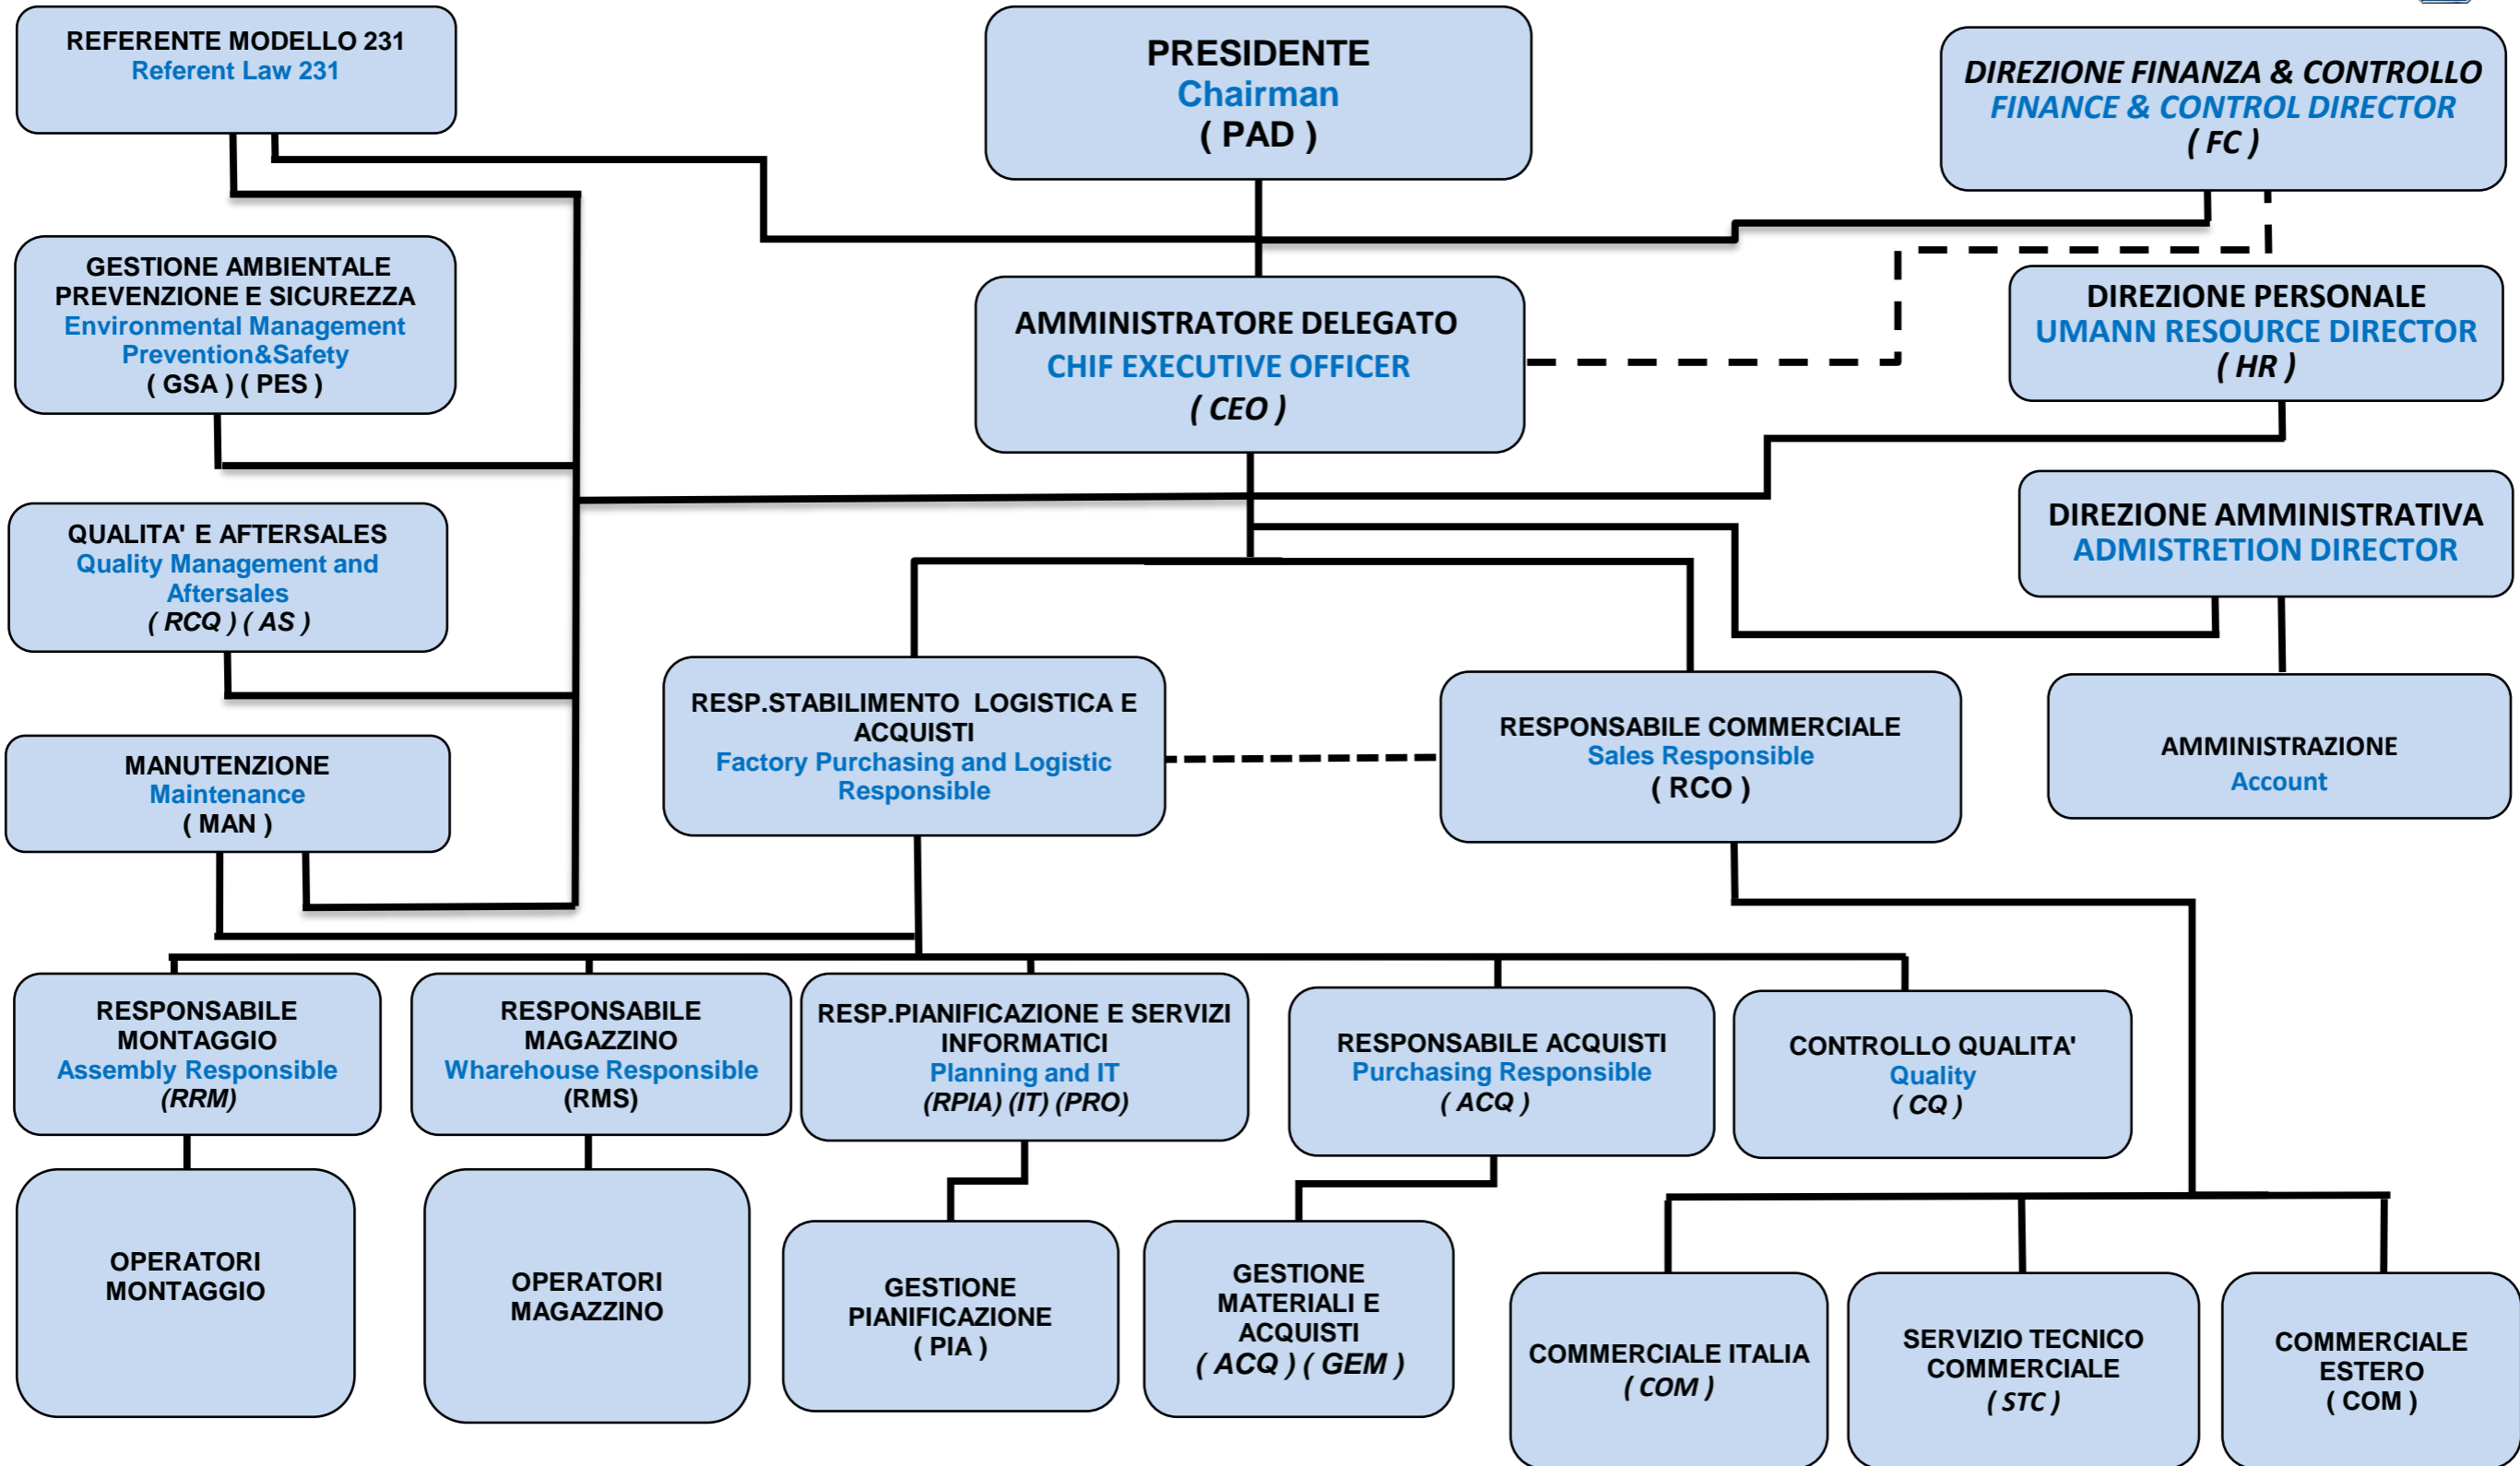 REFERENTE MODELLO 231
Referent Law 231
PRESIDENTE
Chairman
( PAD )
DIREZIONE FINANZA & CONTROLLO
FINANCE & CONTROL DIRECTOR
( FC )
GESTIONE AMBIENTALE
PREVENZIONE E SICUREZZA
Environmental Management
Prevention&Safety
( GSA ) ( PES )
AMMINISTRATORE DELEGATO
CHIF EXECUTIVE OFFICER
( CEO )
DIREZIONE PERSONALE
UMANN RESOURCE DIRECTOR
( HR )
QUALITA' E AFTERSALES
Quality Management and
Aftersales
( RCQ ) ( AS )
DIREZIONE AMMINISTRATIVA
ADMISTRETION DIRECTOR
MANUTENZIONE
Maintenance
( MAN )
RESP.STABILIMENTO LOGISTICA E
ACQUISTI
Factory Purchasing and Logistic
Responsible
RESPONSABILE COMMERCIALE
Sales Responsible
( RCO )
AMMINISTRAZIONE
Account
RESPONSABILE
MONTAGGIO
Assembly Responsible
(RRM)
RESPONSABILE
MAGAZZINO
Wharehouse Responsible
(RMS)
RESP.PIANIFICAZIONE E SERVIZI
INFORMATICI
Planning and IT
(RPIA) (IT) (PRO)
RESPONSABILE ACQUISTI
Purchasing Responsible
( ACQ )
CONTROLLO QUALITA'
Quality
( CQ )
OPERATORI
MONTAGGIO
OPERATORI
MAGAZZINO
GESTIONE
PIANIFICAZIONE
( PIA )
GESTIONE
MATERIALI E
ACQUISTI
( ACQ ) ( GEM )
COMMERCIALE ITALIA
( COM )
SERVIZIO TECNICO
COMMERCIALE
( STC )
COMMERCIALE
ESTERO
( COM )